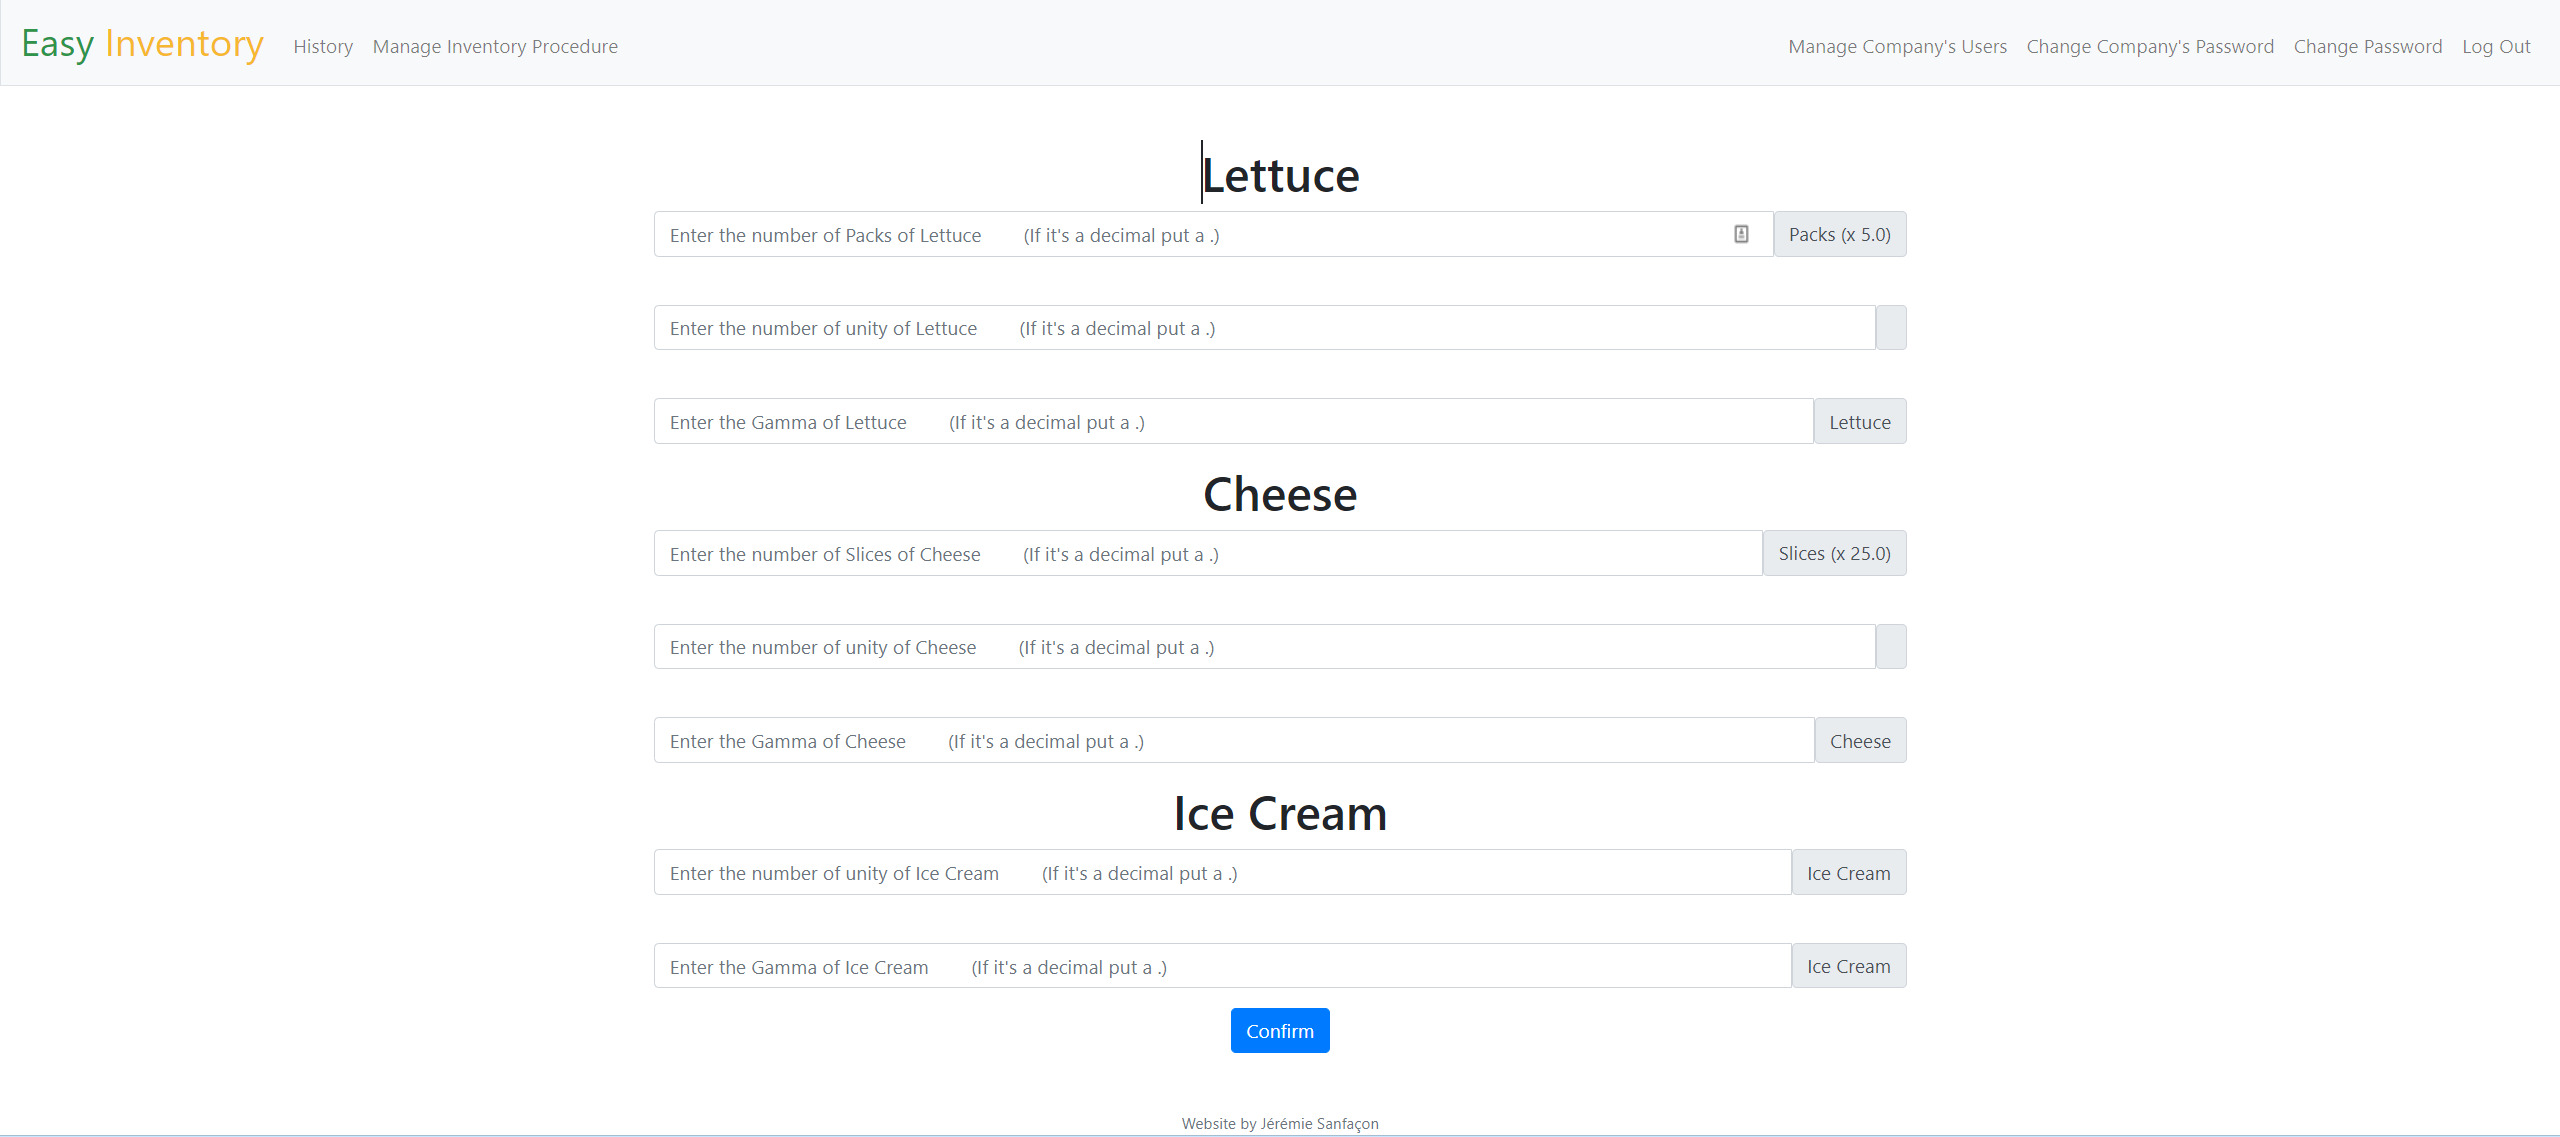 Easy Inventory History Manage Inventory Procedure Manage Company's Users Change Company's Password Change Password Log Out
Lettuce
Enter the number of Packs of Lettuce (If it's a decimal put a .) Packs (x 5.0)
Enter the number of unity of Lettuce (If it's a decimal put a .)
Enter the Gamma of Lettuce (If it's a decimal put a .) Lettuce
Cheese
Enter the number of Slices of Cheese (If it's a decimal put a .) Slices (x 25.0)
Enter the number of unity of Cheese (If it's a decimal put a .)
Enter the Gamma of Cheese (If it's a decimal put a .) Cheese
Ice Cream
Enter the number of unity of Ice Cream (If it's a decimal put a .) Ice Cream
Enter the Gamma of Ice Cream (If it's a decimal put a .) Ice Cream
Confirm
Website by Jérémie Sanfaçon